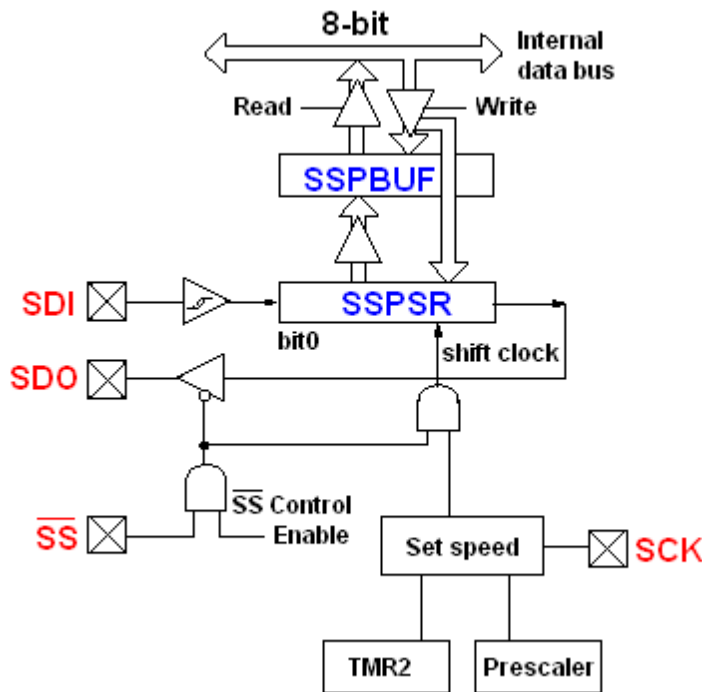 8-bit
Internal
data bus
Read
Write
SSPBUF
SDI
SSPSR
bit0
shift clock
SDO
SS Control
Enable
SS
Set speed
SCK
TMR2
Prescaler